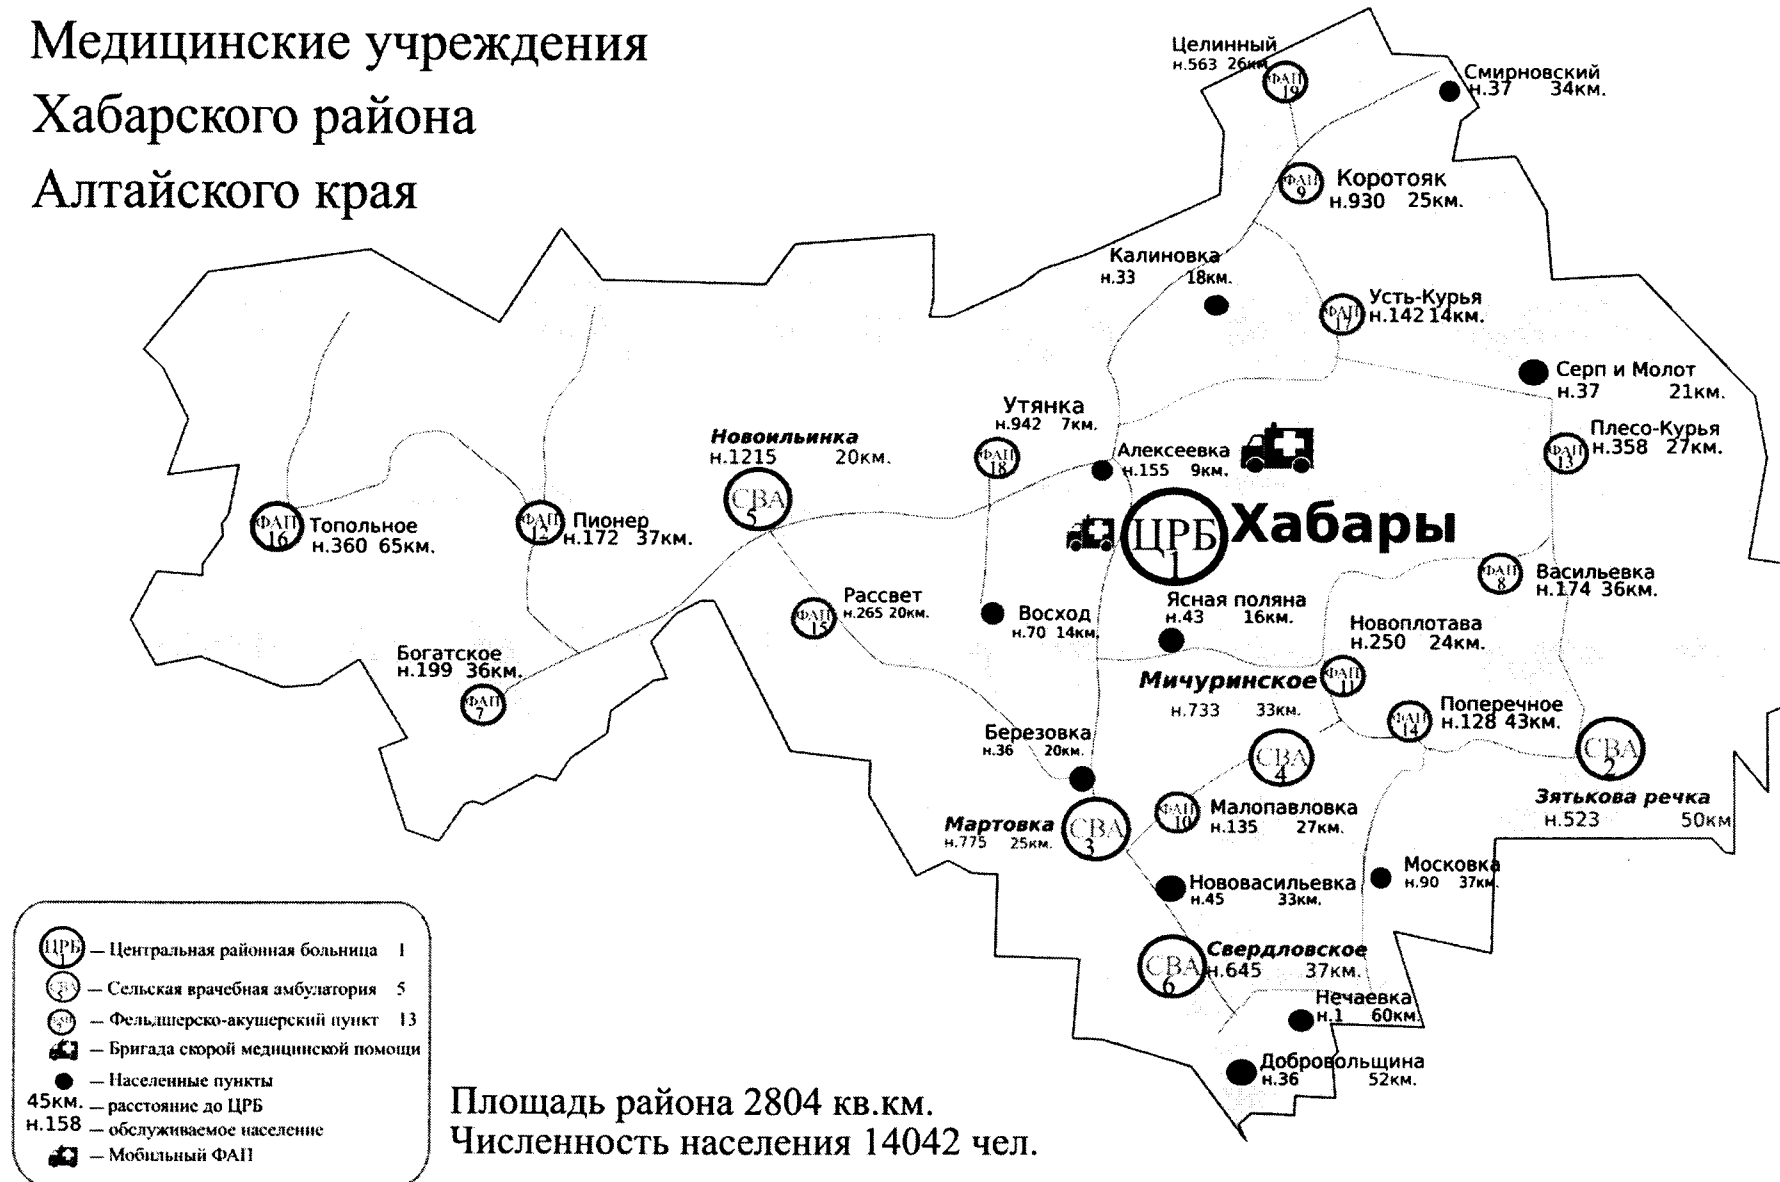 Медицинские учреждения
Хабарского района
Алтайского края
Целинный
н.563 26км.
ФАП
19
Смирновский
н.37 34км.
ФАП
9
Коротояк
н.930 25км.
Калиновка
н.33 18км.
ФАП
17
Усть-Курья
н.142 14км.
Серп и Молот
н.37 21км.
Утянка
н.942 7км.
ФАП
18
Новоильинка
н.1215 20км.
СВА
5
Алексеевка
н.155 9км.
Плесо-Курья
н.358 27км.
ФАП
13
ФАП
16
Топольное
н.360 65км.
ФАП
12
Пионер
н.172 37км.
ЦРБ
1
Хабары
ФАП
8
Васильевка
н.174 36км.
Рассвет
н.265 20км.
ФАП
15
Восход
н.70 14км.
Ясная поляна
н.43 16км.
Новоплотава
н.250 24км.
ФАП
11
Богатское
н.199 36км.
ФАП
7
Мичуринское
н.733 33км.
СВА
4
Поперечное
н.128 43км.
ФАП
14
Березовка
н.36 20км.
СВА
2
Зятькова речка
н.523 50км
Мартовка
н.775 25км.
СВА
3
ФАП
10
Малопавловка
н.135 27км.
Московка
н.90 37км.
Нововасильевка
н.45 33км.
Свердловское
н.645 37км.
СВА
6
Нечаевка
н.1 60км.
Добровольщина
н.36 52км.
ЦРБ
1
– Центральная районная больница 1
СВА
– Сельская врачебная амбулатория 5
ФАП
– Фельдшерско-акушерский пункт 13
– Бригада скорой медицинской помощи
– Населенные пункты
45км. – расстояние до ЦРБ
н.158 – обслуживаемое население
– Мобильный ФАП
Площадь района 2804 кв.км.
Численность населения 14042 чел.